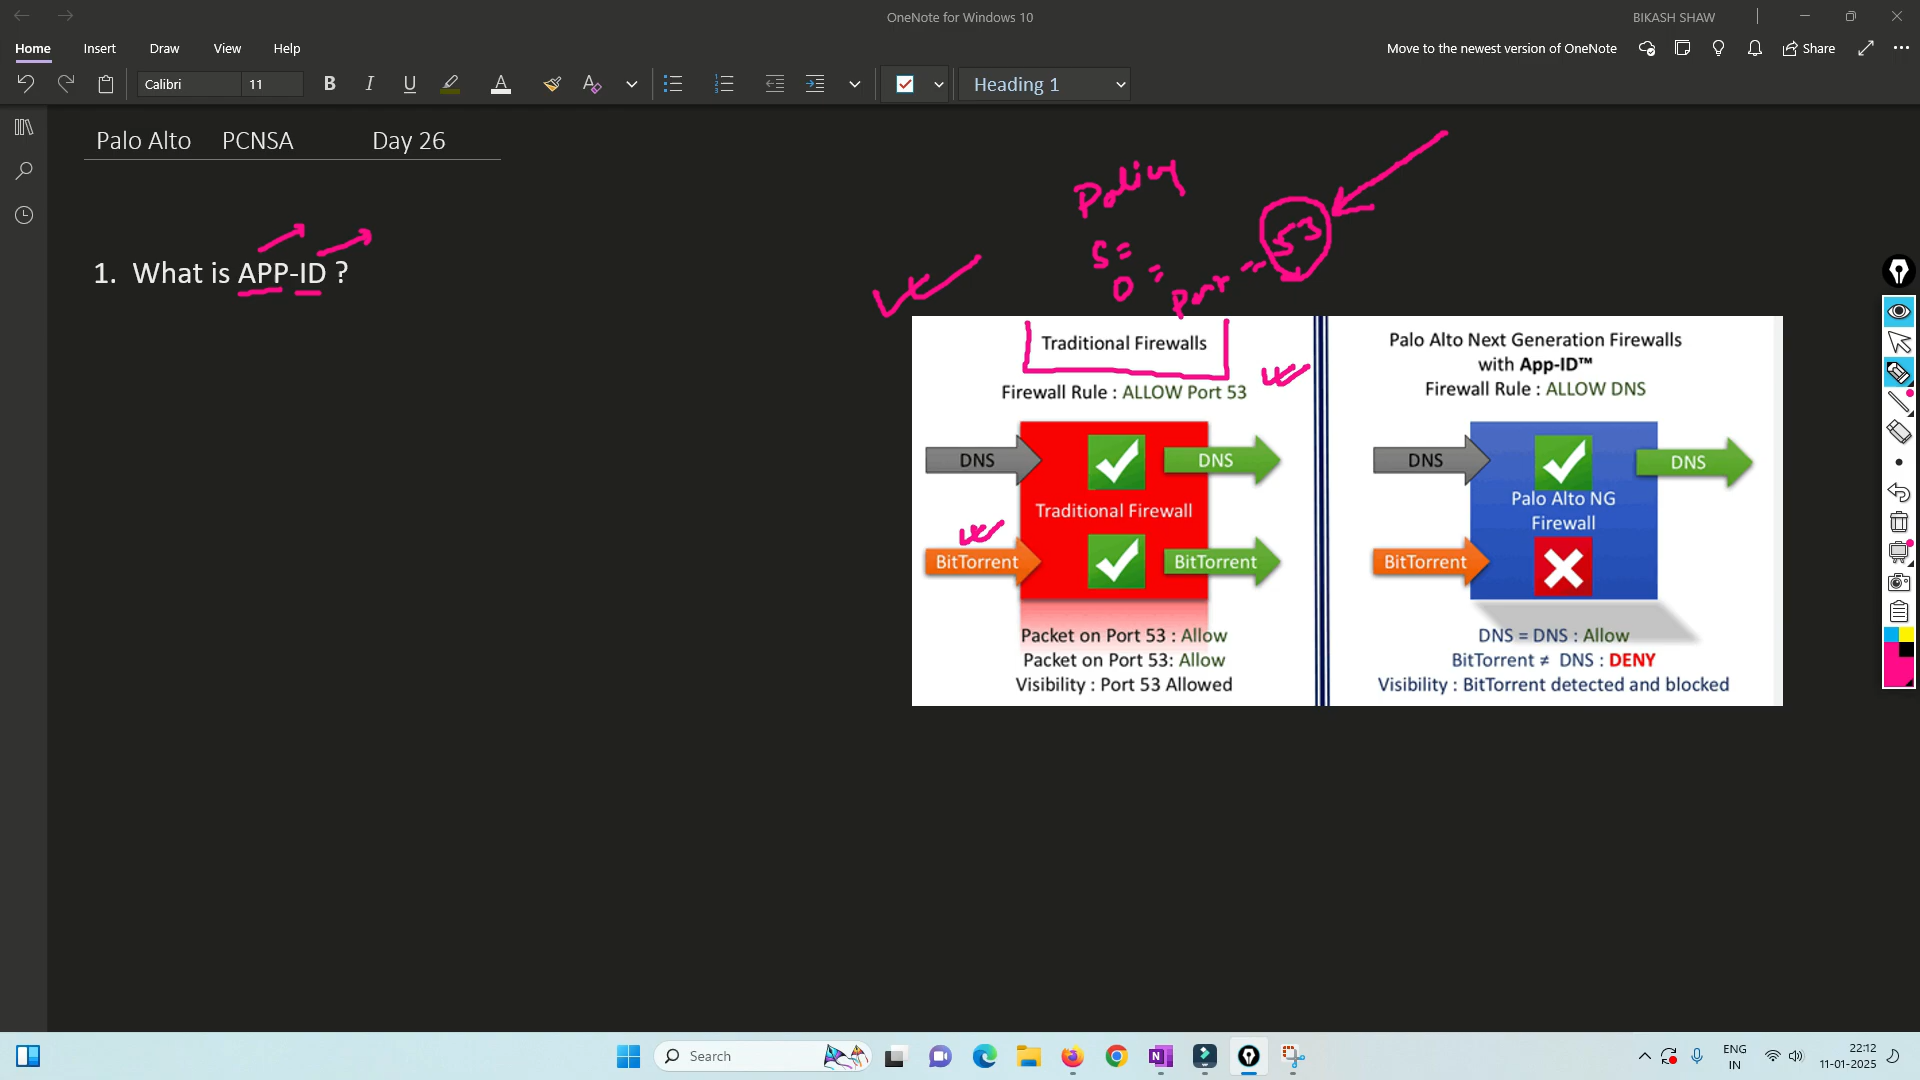 OneNote for Windows 10
BIKASH SHAW
Home Insert Draw View Help
Move to the newest version of OneNote
Share
Calibri 11 B I U A A Heading 1
Palo Alto PCNSA Day 26
1. What is APP-ID ?
Policy
S =
D = Port -- 53
Traditional Firewalls
Firewall Rule : ALLOW Port 53
DNS
DNS
Traditional Firewall
BitTorrent
BitTorrent
Packet on Port 53 : Allow
Packet on Port 53: Allow
Visibility : Port 53 Allowed
Palo Alto Next Generation Firewalls
with App-ID™
Firewall Rule : ALLOW DNS
DNS
DNS
Palo Alto NG
Firewall
BitTorrent
DNS = DNS : Allow
BitTorrent ≠ DNS : DENY
Visibility : BitTorrent detected and blocked
Search
ENG
IN
22:12
11-01-2025